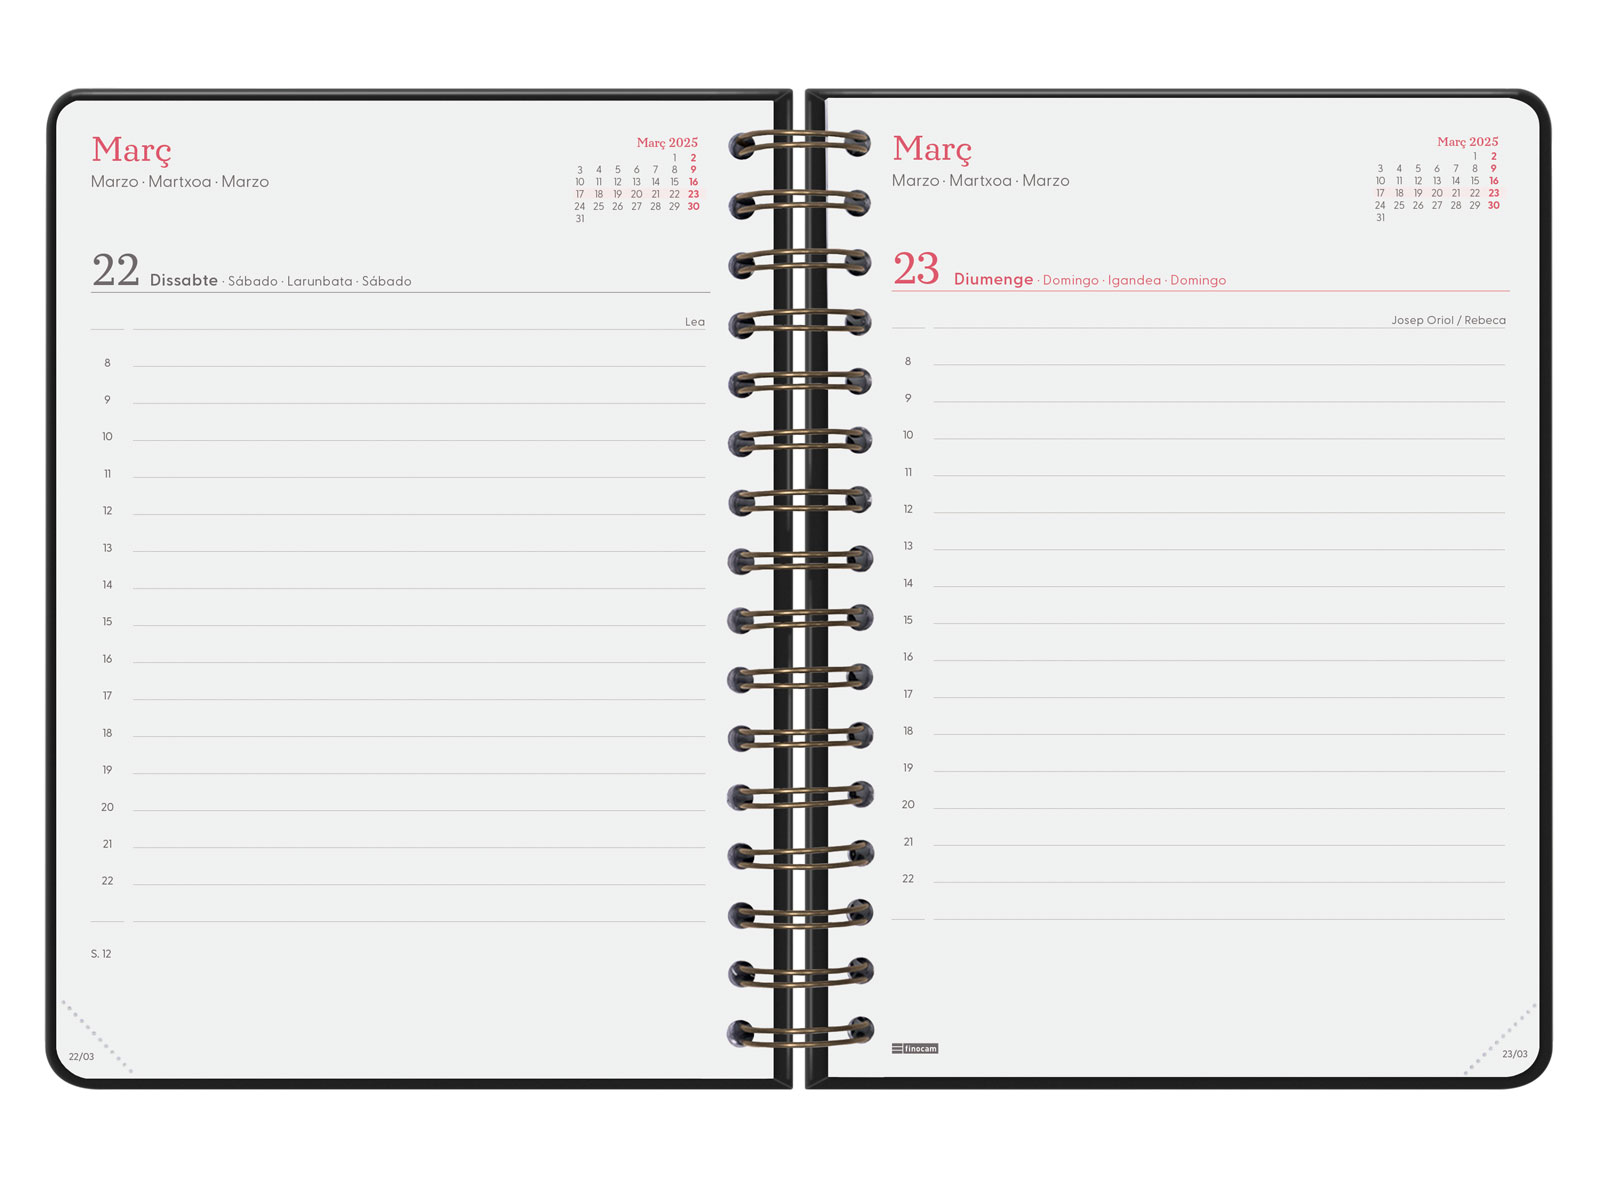 Març
Marzo · Martxoa · Marzo
Març 2025
1 2
3 4 5 6 7 8 9
10 11 12 13 14 15 16
17 18 19 20 21 22 23
24 25 26 27 28 29 30
31
22 Dissabte · Sábado · Larunbata · Sábado
Lea
8
9
10
11
12
13
14
15
16
17
18
19
20
21
22
S. 12
22/03
Març
Marzo · Martxoa · Marzo
Març 2025
1 2
3 4 5 6 7 8 9
10 11 12 13 14 15 16
17 18 19 20 21 22 23
24 25 26 27 28 29 30
31
23 Diumenge · Domingo · Igandea · Domingo
Josep Oriol / Rebeca
8
9
10
11
12
13
14
15
16
17
18
19
20
21
22
finocam
23/03